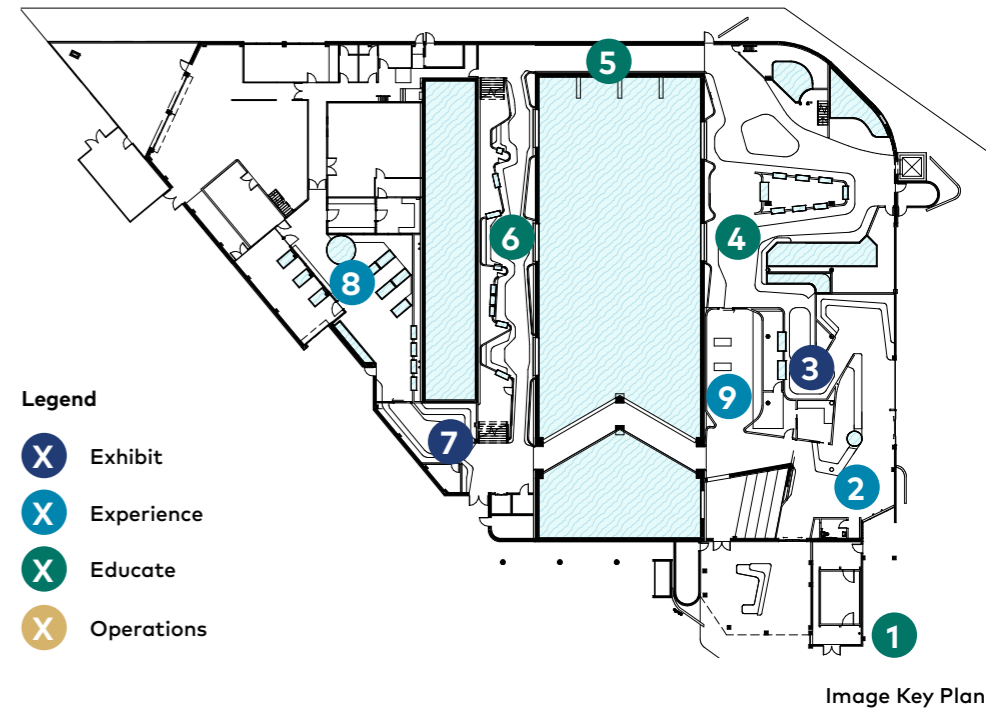 5
4
6
8
3
9
7
2
1
Legend
X Exhibit
X Experience
X Educate
X Operations
Image Key Plan